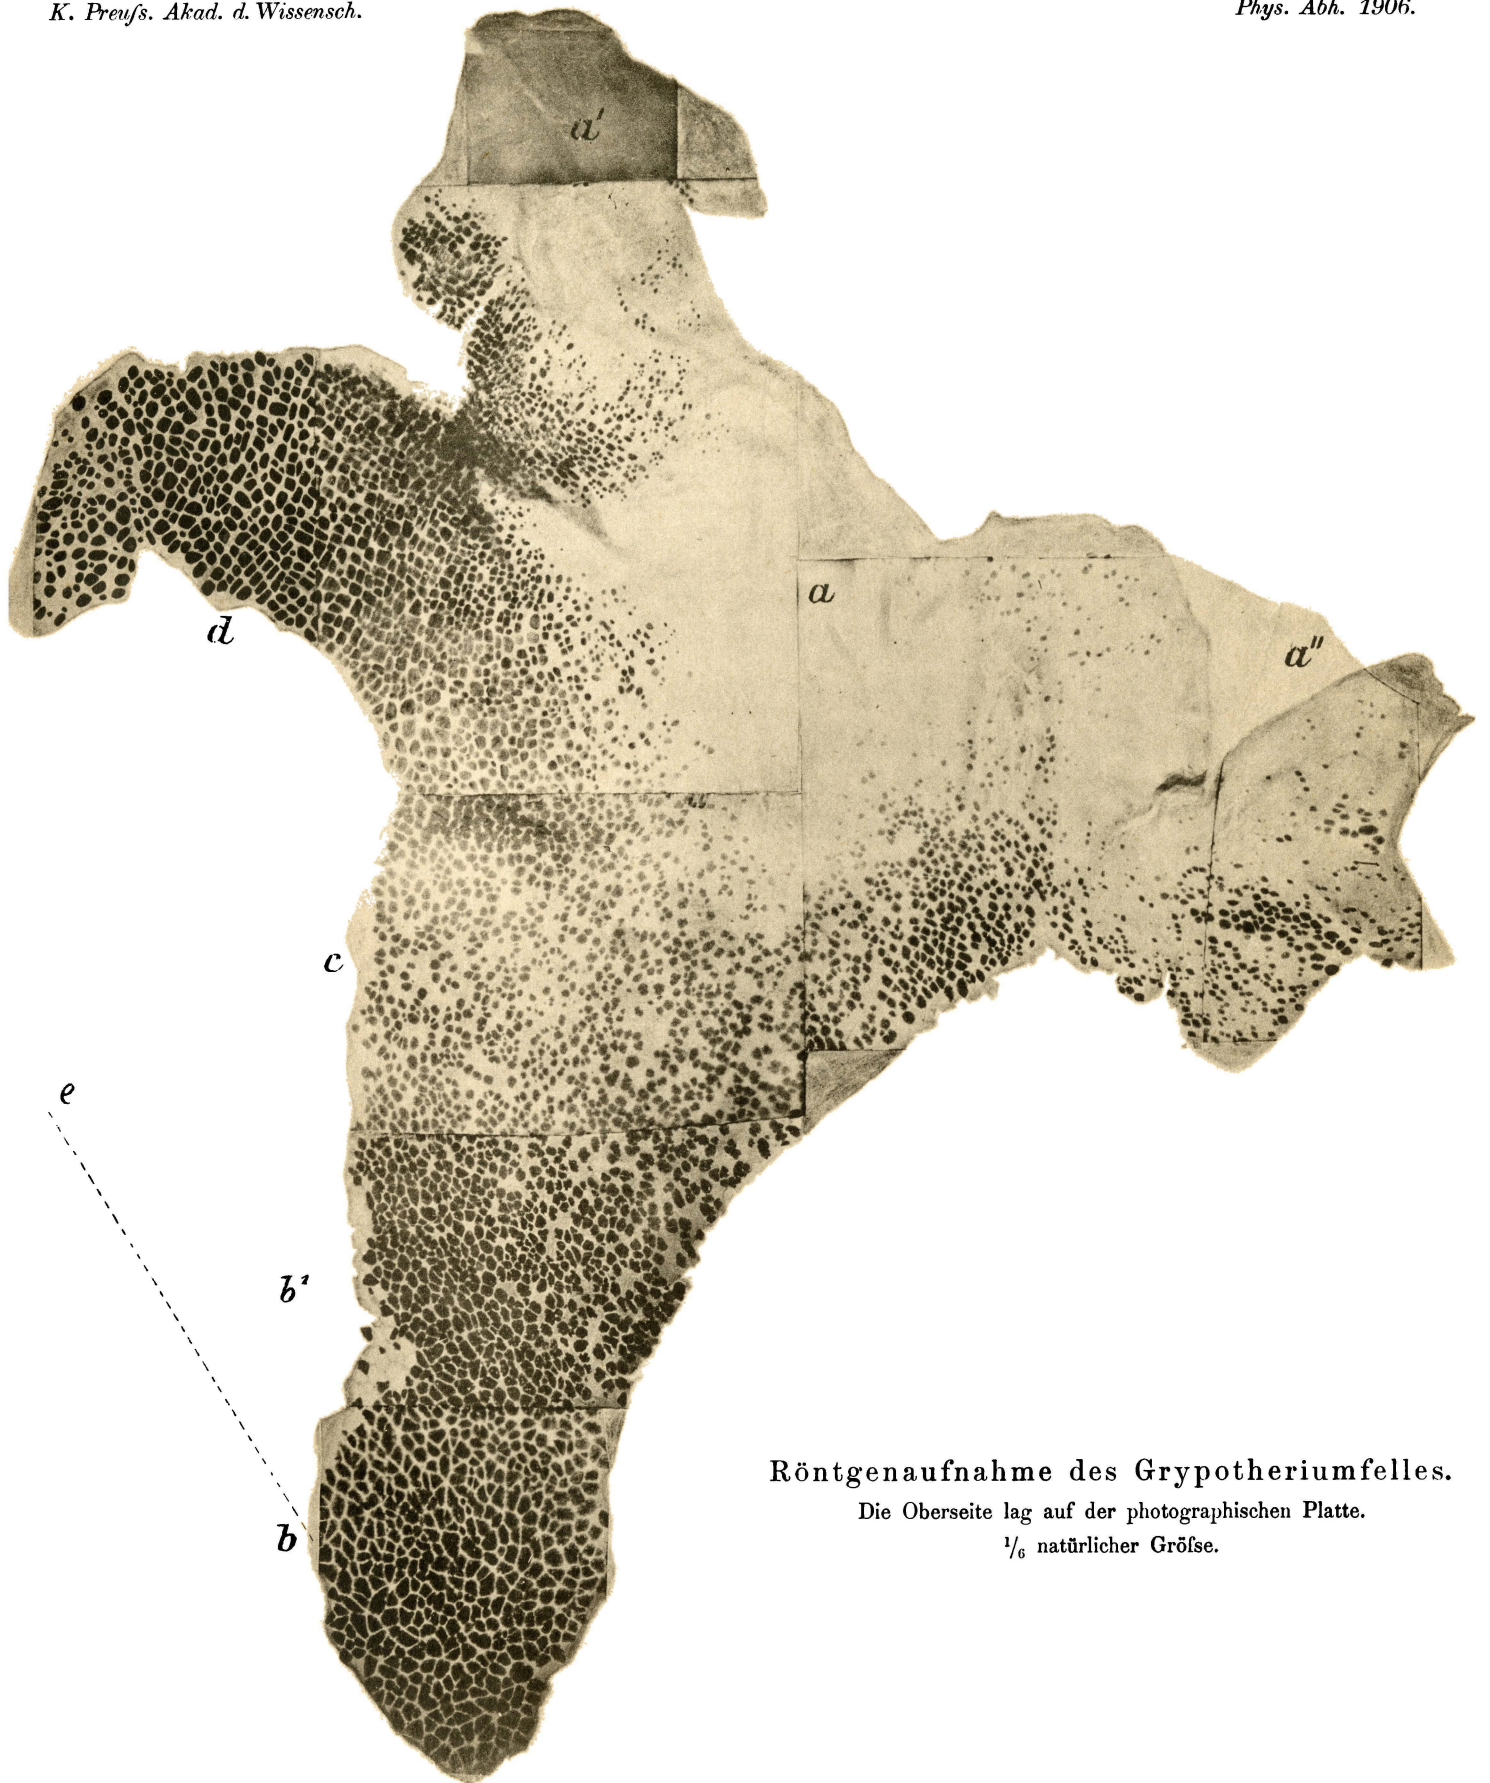 K. Preuſs. Akad. d. Wissensch.
Phys. Abh. 1906.
a'
a
d
a"
c
e
b'
b
Röntgenaufnahme des Grypotheriumfelles.
Die Oberseite lag auf der photographischen Platte.
1/6 natürlicher Gröſse.